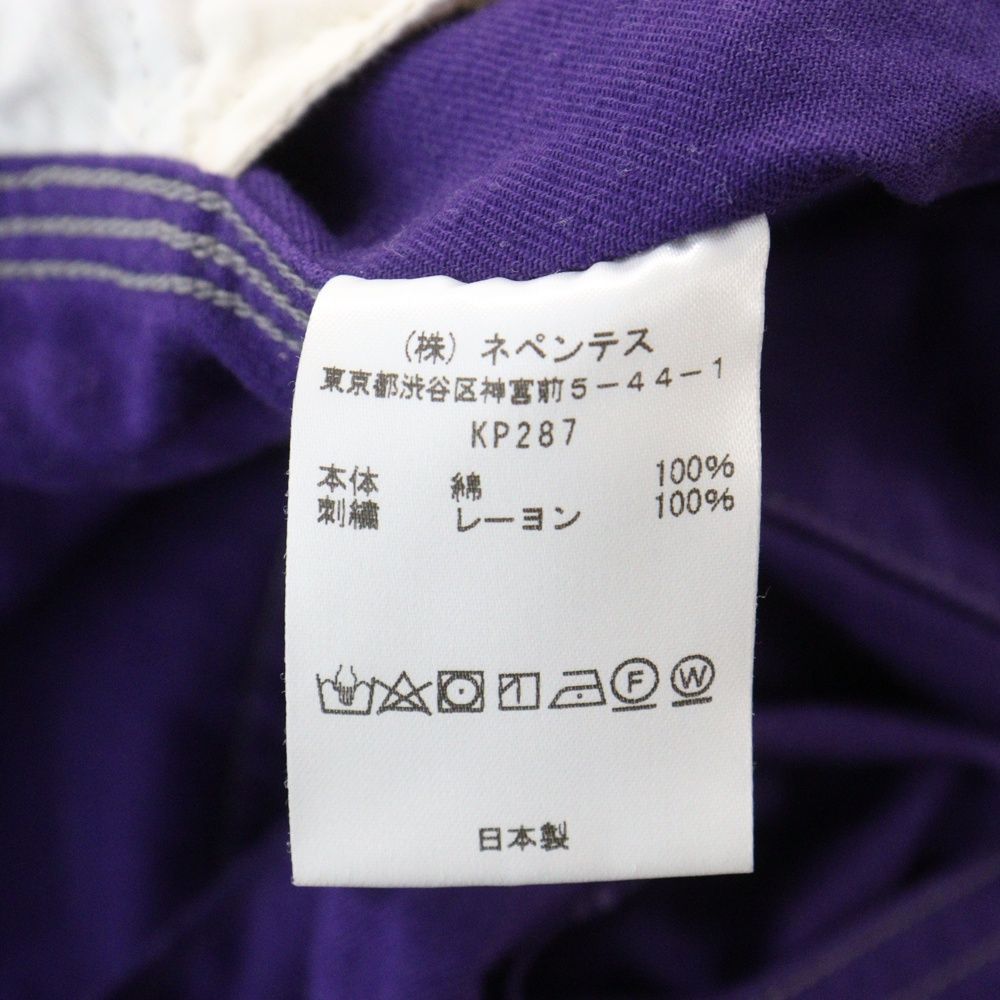 (株) ネペンテス
東京都渋谷区神宮前5-44-1
KP287
本体 綿 100%
刺繍 レーヨン 100%
F W
日本製